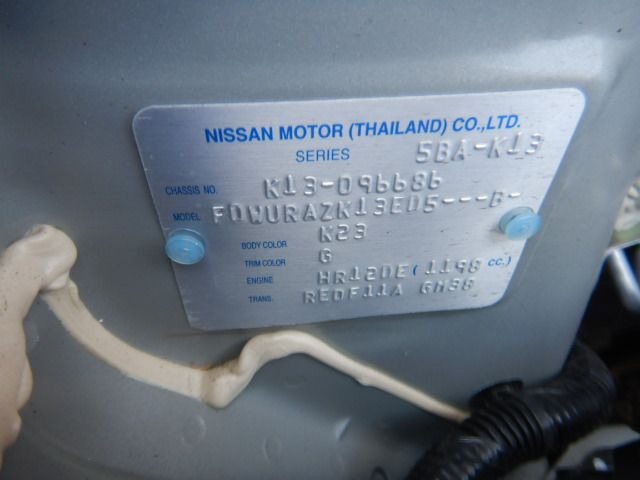 NISSAN MOTOR (THAILAND) CO.,LTD.
SERIES 5BA-K13
CHASSIS NO. K13-096686
MODEL FDWURAZK13EU5---B-
BODY COLOR K23
TRIM COLOR G
ENGINE HR12DE ( 1198 CC.)
TRANS. RE0F11A GH38